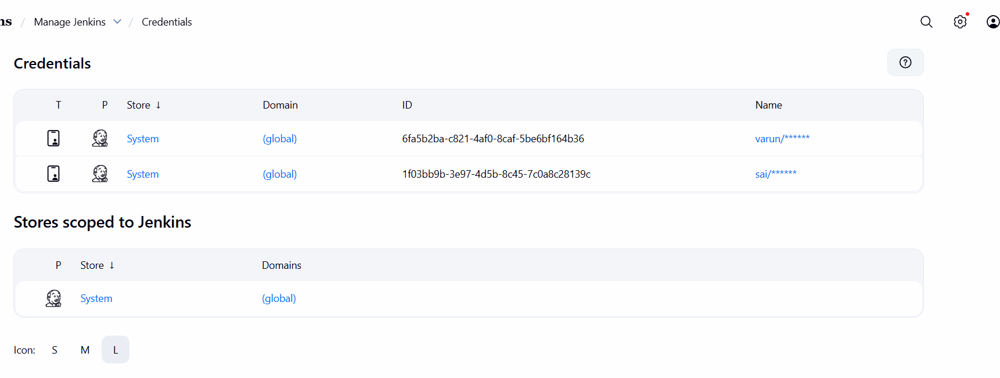 ns / Manage Jenkins / Credentials
Credentials
T P Store ↓ Domain ID Name
System (global) 6fa5b2ba-c821-4af0-8caf-5be6bf164b36 varun/******
System (global) 1f03bb9b-3e97-4d5b-8c45-7c0a8c28139c sai/******
Stores scoped to Jenkins
P Store ↓ Domains
System (global)
Icon: S M L